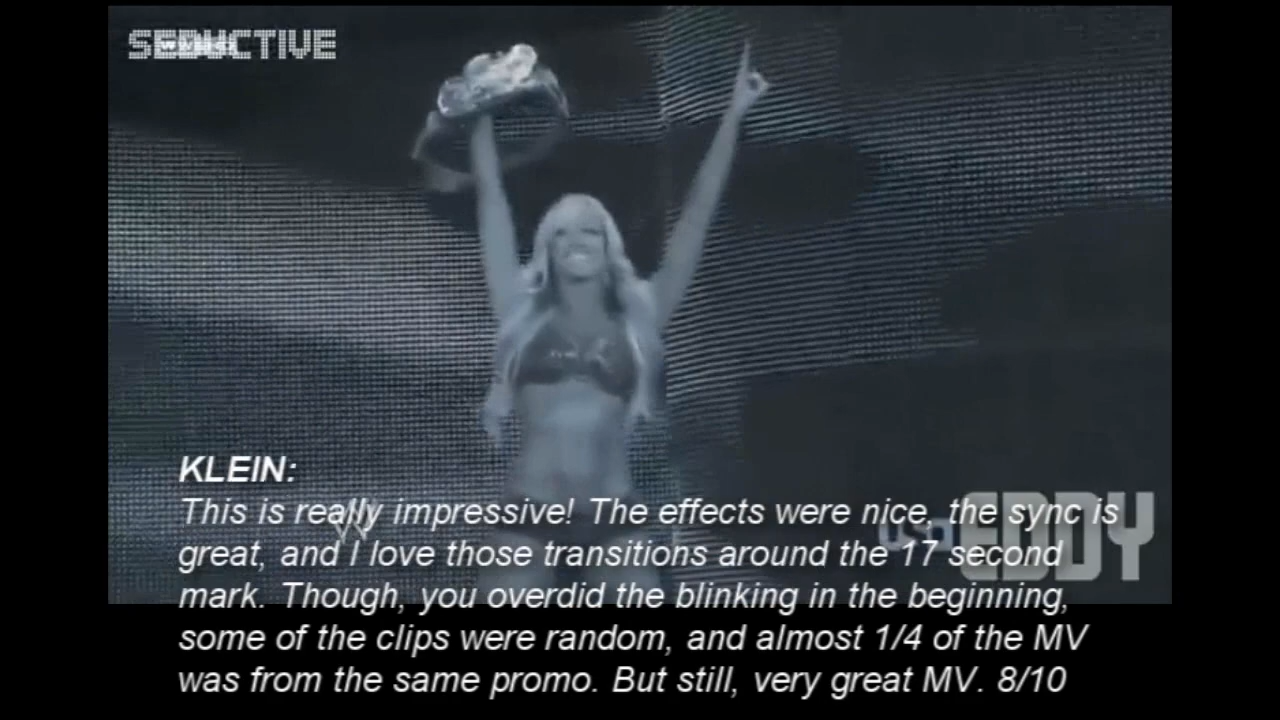 SEDUCTIVE
KLEIN:
This is really impressive! The effects were nice, the sync is
great, and I love those transitions around the 17 second
mark. Though, you overdid the blinking in the beginning,
some of the clips were random, and almost 1/4 of the MV
was from the same promo. But still, very great MV. 8/10
USA EDDY